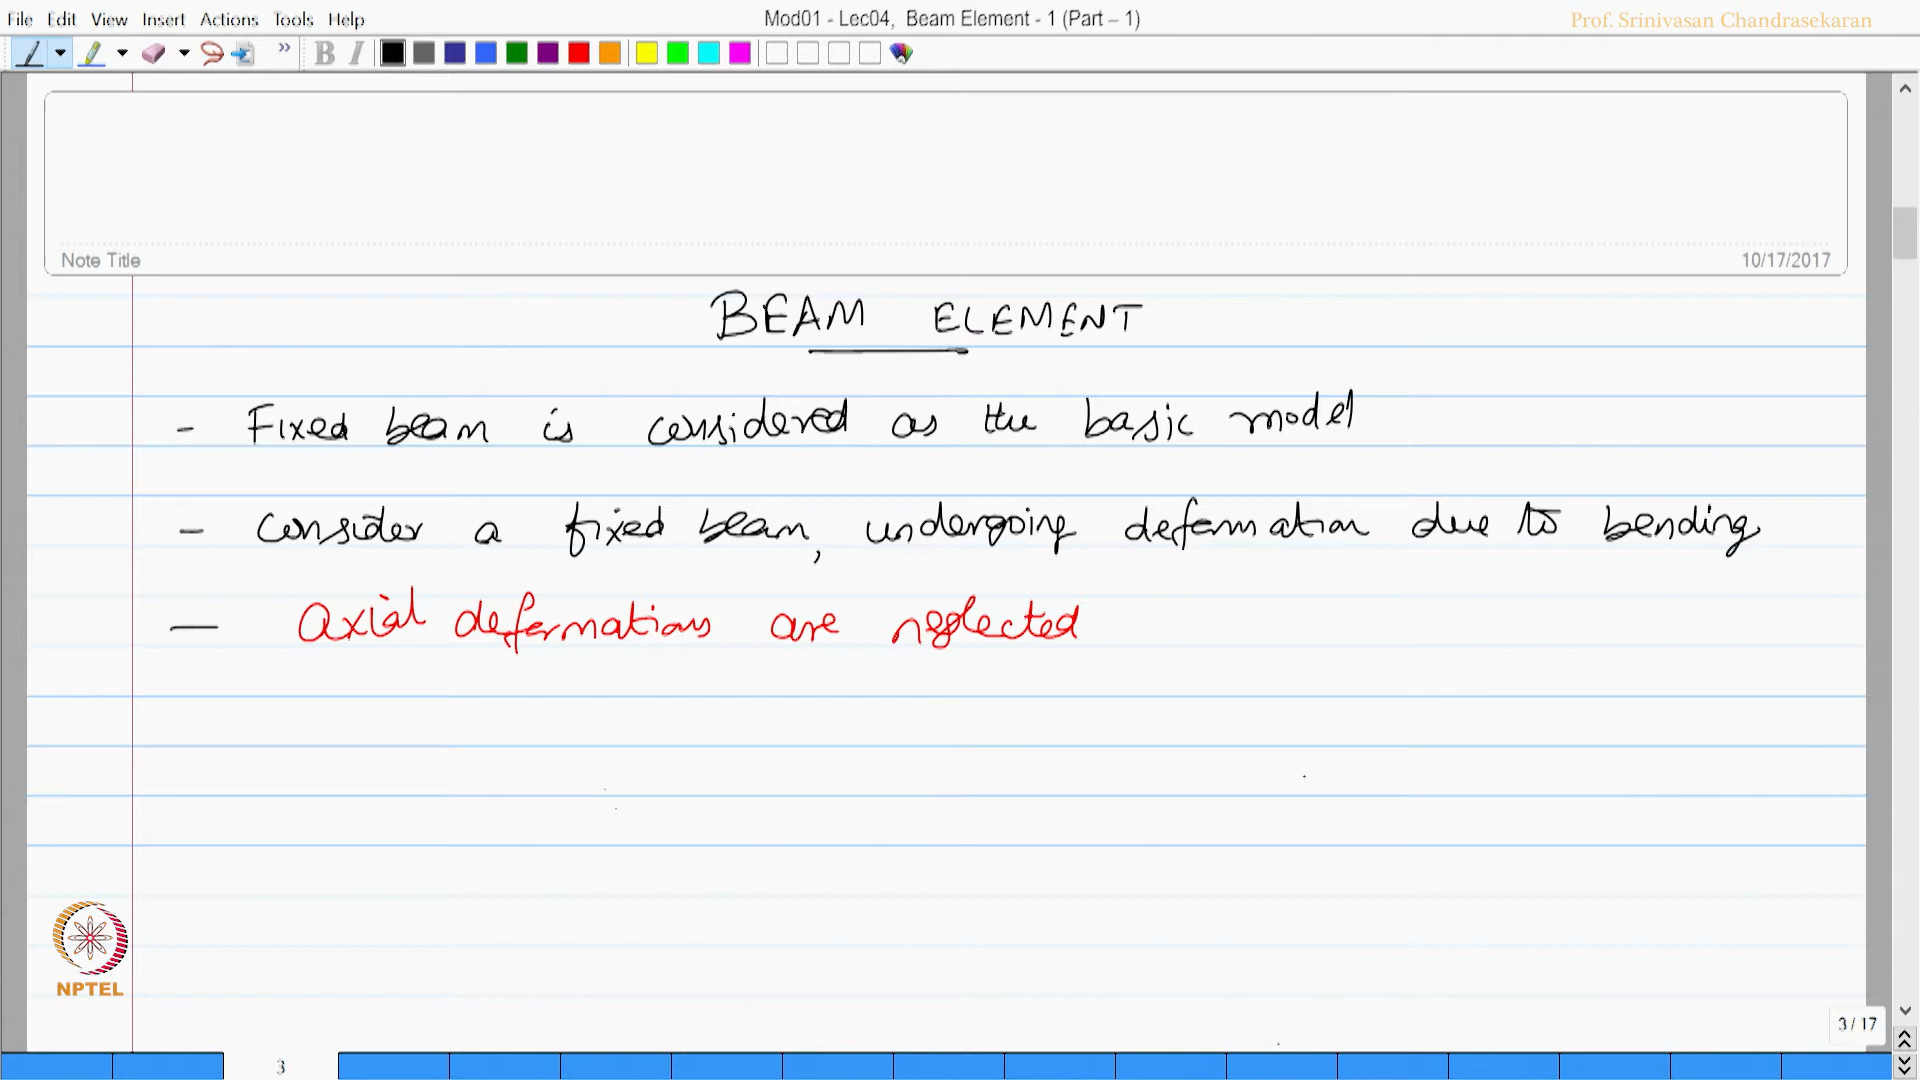 File Edit View Insert Actions Tools Help
Mod01 - Lec04, Beam Element - 1 (Part – 1)
Prof. Srinivasan Chandrasekaran
B I
Note Title
10/17/2017
BEAM ELEMENT
- Fixed beam is considered as the basic model
- Consider a fixed beam, undergoing deformation due to bending
- Axial deformations are neglected
NPTEL
3 / 17
3